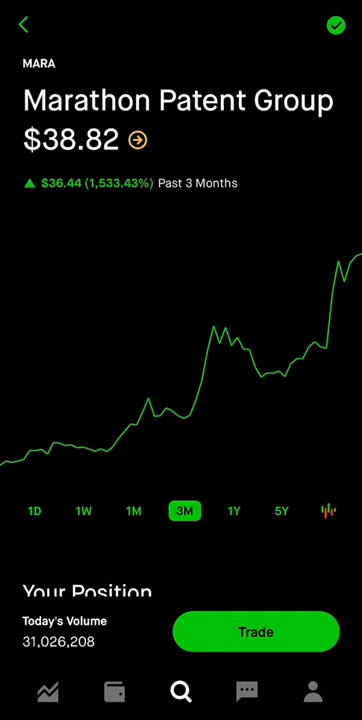 MARA
Marathon Patent Group
$38.82
$36.44 (1,533.43%) Past 3 Months
1D 1W 1M 3M 1Y 5Y
Your Position
Today's Volume
31,026,208
Trade